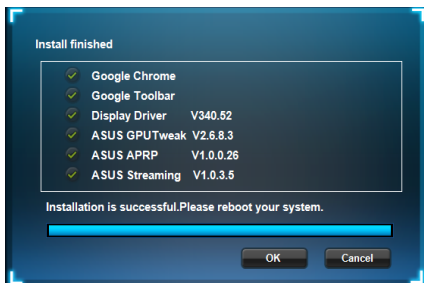 Install finished
Google Chrome
Google Toolbar
Display Driver V340.52
ASUS GPUTweak V2.6.8.3
ASUS APRP V1.0.0.26
ASUS Streaming V1.0.3.5
Installation is successful.Please reboot your system.
OK Cancel